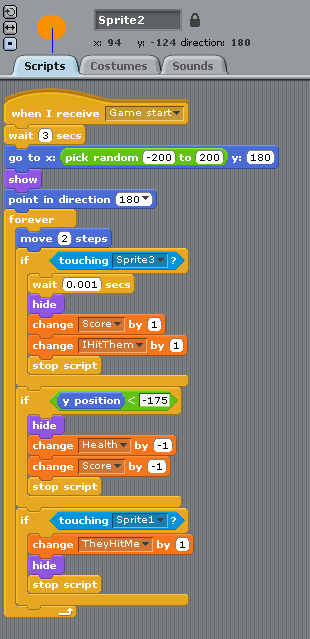 Sprite2
x: 94 y: -124 direction: 180
Scripts Costumes Sounds
when I receive Game start
wait 3 secs
go to x: pick random -200 to 200 y: 180
show
point in direction 180
forever
move 2 steps
if touching Sprite3 ?
wait 0.001 secs
hide
change Score by 1
change IHitThem by 1
stop script
if y position < -175
hide
change Health by -1
change Score by -1
stop script
if touching Sprite1 ?
change TheyHitMe by 1
hide
stop script